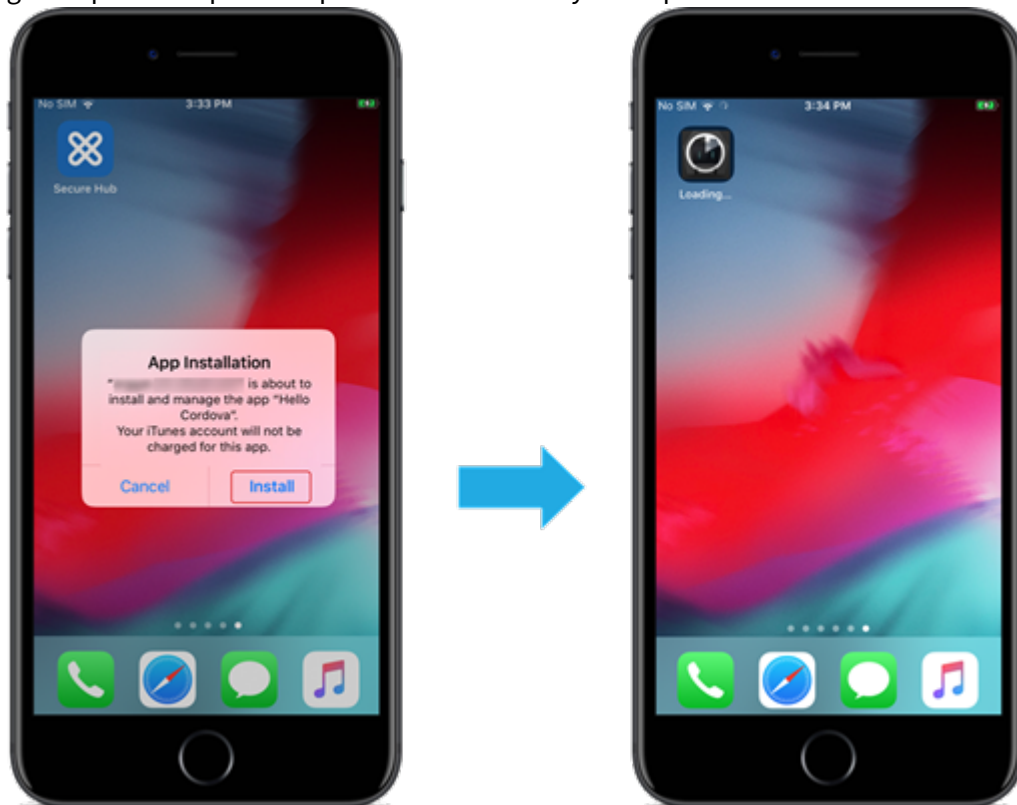 No SIM
3:33 PM
Secure Hub
App Installation
" is about to
install and manage the app "Hello
Cordova".
Your iTunes account will not be
charged for this app.
Cancel
Install
No SIM
3:34 PM
Loading...